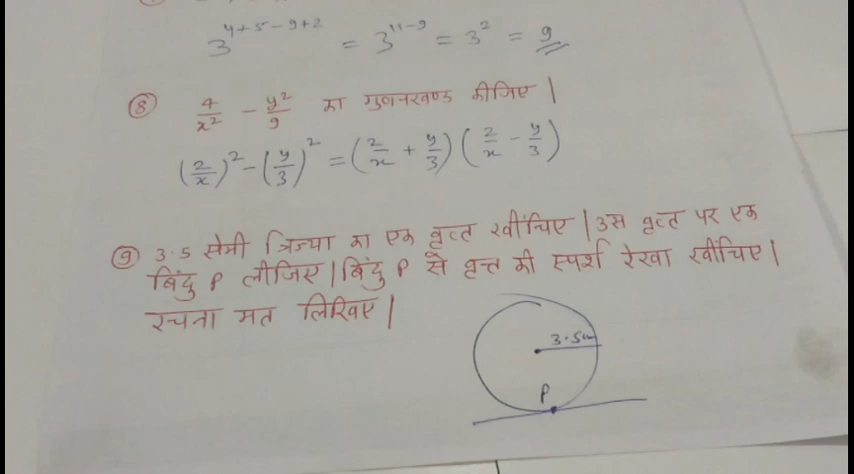 3^{4+5-9+2} = 3^{11-9} = 3^2 = 9
⑧ 4/x² - y²/9 का गुणनखण्ड कीजिए |
(2/x)² - (y/3)² = (2/x + y/3) (2/x - y/3)
⑨ 3.5 सेमी त्रिज्या का एक वृत्त खींचिए | उस वृत्त पर एक
बिंदु P लीजिए | बिंदु P से वृत्त की स्पर्श रेखा खींचिए |
रचना मत लिखिए |
3.5cm
P